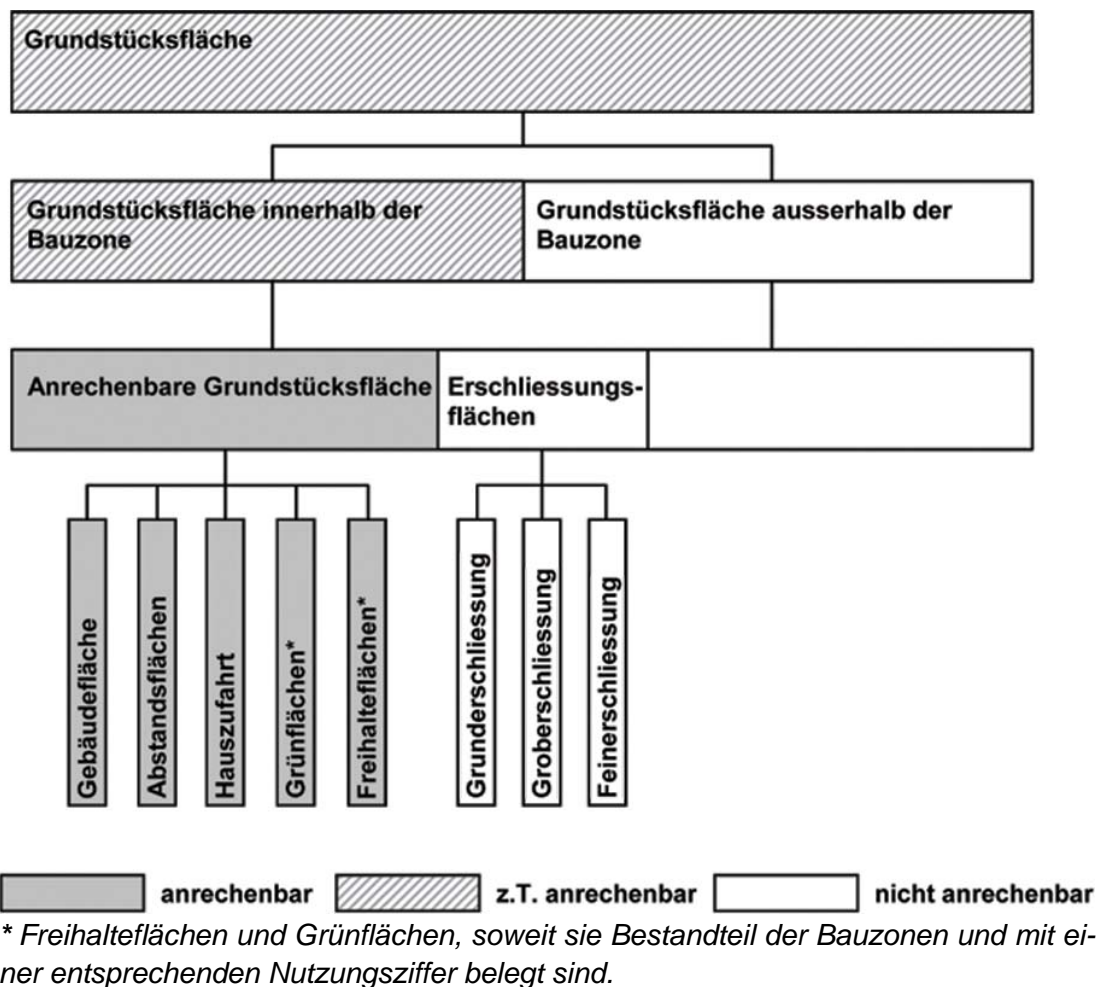 Grundstücksfläche
Grundstücksfläche innerhalb der
Bauzone
Grundstücksfläche ausserhalb der
Bauzone
Anrechenbare Grundstücksfläche
Erschliessungs-
flächen
Gebäudefläche
Abstandsflächen
Hauszufahrt
Grünflächen*
Freihalteflächen*
Grunderschliessung
Groberschliessung
Feinerschliessung
anrechenbar
z.T. anrechenbar
nicht anrechenbar
* Freihalteflächen und Grünflächen, soweit sie Bestandteil der Bauzonen und mit ei-
ner entsprechenden Nutzungsziffer belegt sind.